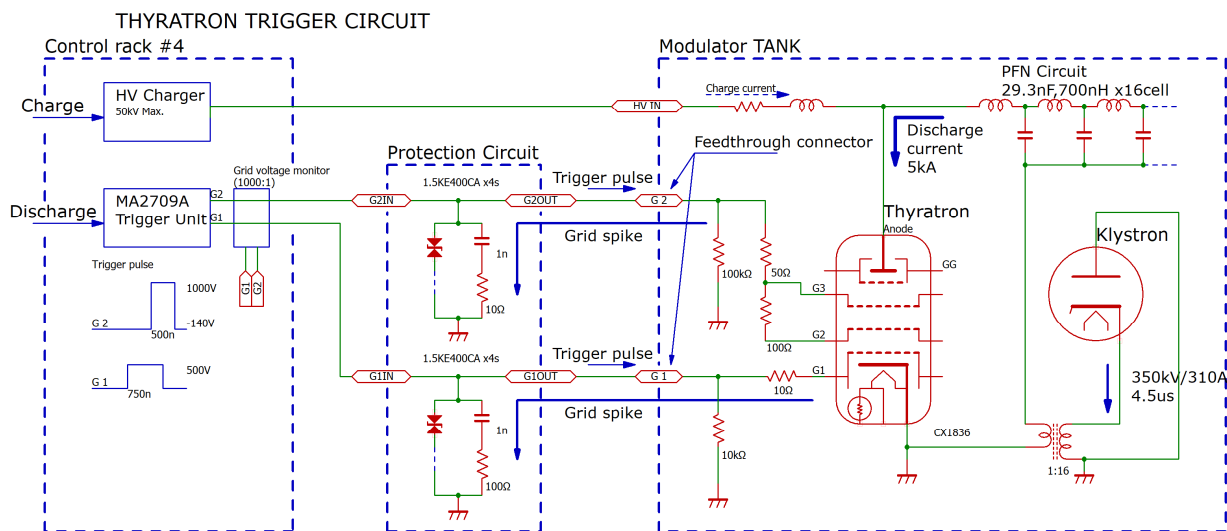 THYRATRON TRIGGER CIRCUIT
Control rack #4
Modulator TANK
HV Charger
50kV Max.
Charge
HV IN
Charge current
PFN Circuit
29.3nF,700nH x16cell
Discharge
current
5kA
Feedthrough connector
Protection Circuit
Grid voltage monitor
(1000:1)
1.5KE400CA x4s
Trigger pulse
MA2709A
Trigger Unit
Discharge
G2
G1
G2IN
G2OUT
G 2
Grid spike
Thyratron
Anode
Klystron
GG
G3
G2
G1
Trigger pulse
1000V
-140V
G 2
500n
G1
G2
1n
10Ω
100kΩ
50Ω
100Ω
1.5KE400CA x4s
Trigger pulse
G1IN
G1OUT
G 1
Grid spike
500V
G 1
750n
10Ω
1n
100Ω
10kΩ
CX1836
350kV/310A
4.5us
1:16